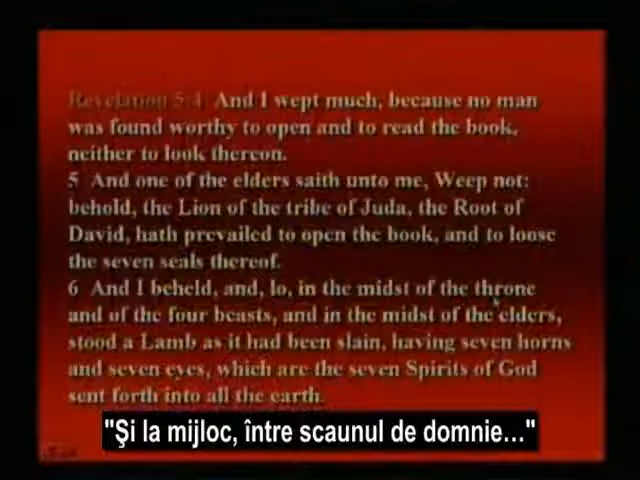 Revelation 5:4 And I wept much, because no man
was found worthy to open and to read the book,
neither to look thereon.
5 And one of the elders saith unto me, Weep not:
behold, the Lion of the tribe of Juda, the Root of
David, hath prevailed to open the book, and to loose
the seven seals thereof.
6 And I beheld, and, lo, in the midst of the throne
and of the four beasts, and in the midst of the elders,
stood a Lamb as it had been slain, having seven horns
and seven eyes, which are the seven Spirits of God
sent forth into all the earth.
"Şi la mijloc, între scaunul de domnie…"